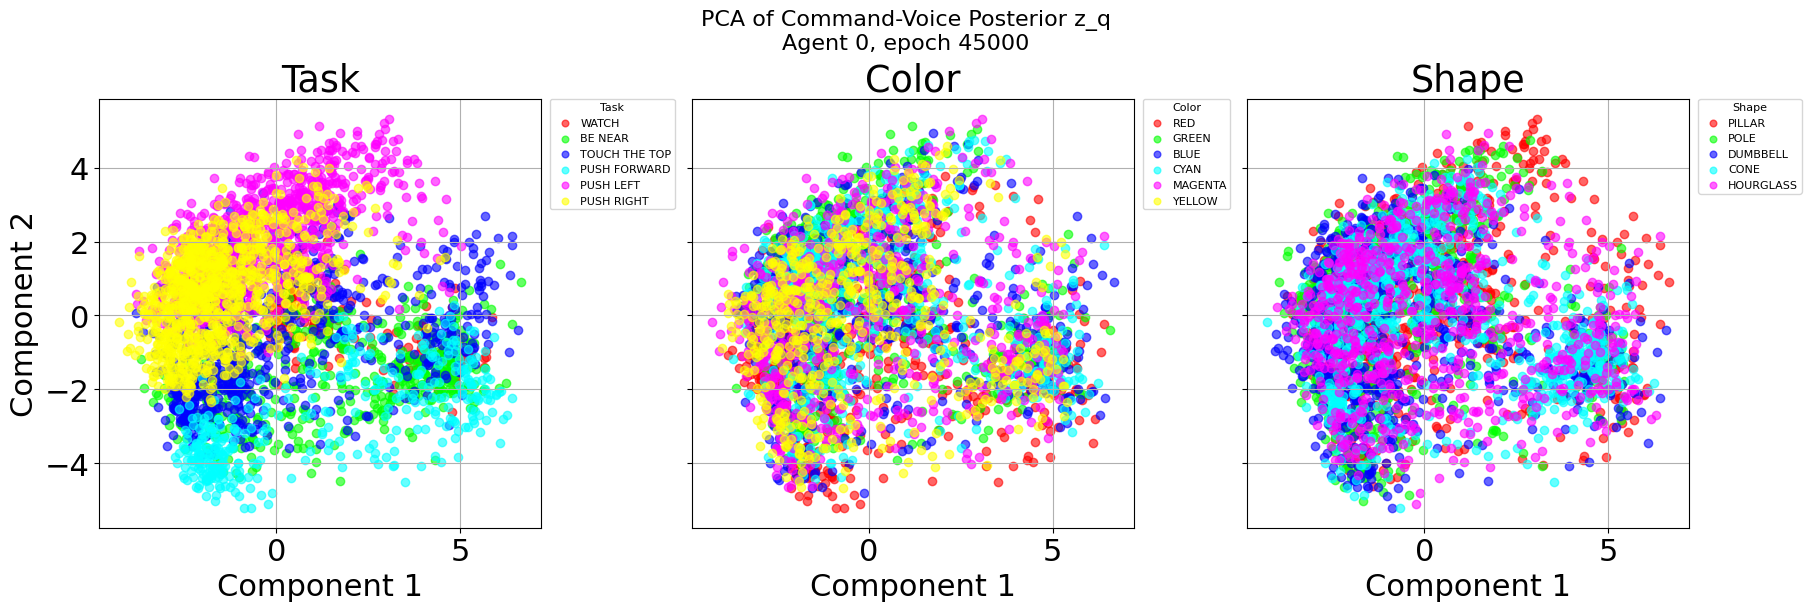 PCA of Command-Voice Posterior z_q
Agent 0, epoch 45000
Task
Component 2
4
2
0
−2
−4
0
5
Component 1
Task
WATCH
BE NEAR
TOUCH THE TOP
PUSH FORWARD
PUSH LEFT
PUSH RIGHT
Color
0
5
Component 1
Color
RED
GREEN
BLUE
CYAN
MAGENTA
YELLOW
Shape
0
5
Component 1
Shape
PILLAR
POLE
DUMBBELL
CONE
HOURGLASS